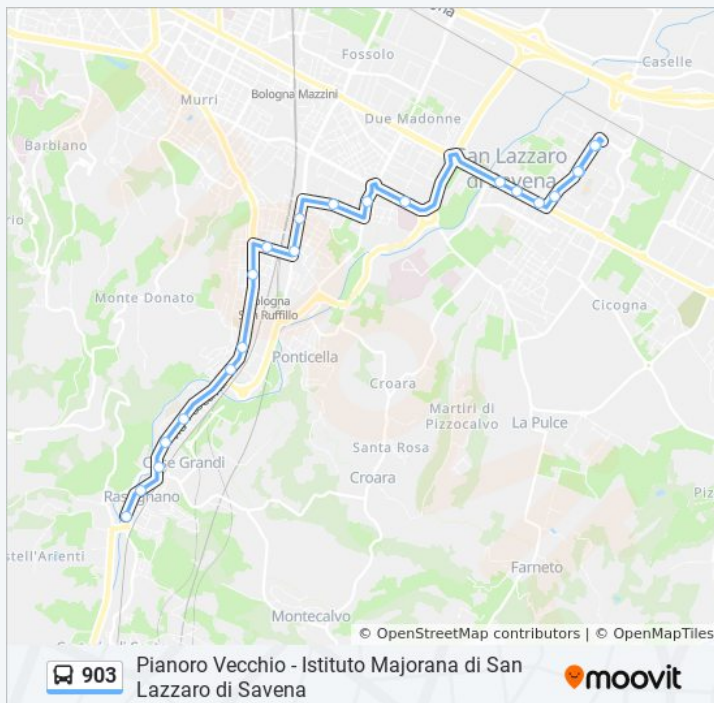 Caselle
Fossolo
Murri
Bologna Mazzini
Due Madonne
Barbiano
San Lazzaro
di Savena
Monte Donato
Bologna
San Ruffillo
Cicogna
Ponticella
Croara
Martiri di
Pizzocalvo
La Pulce
Santa Rosa
Croara
Rastignano
stell'Arienti
Farneto
Montecalvo
© OpenStreetMap contributors | © OpenMapTiles
903
Pianoro Vecchio - Istituto Majorana di San
Lazzaro di Savena
moovit